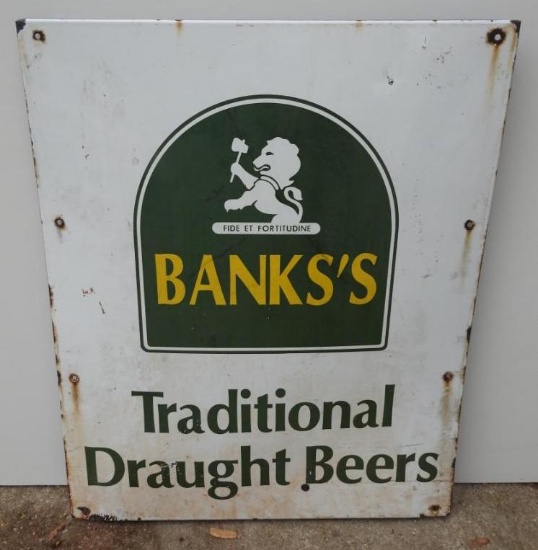 FIDE ET FORTITUDINE
BANKS'S
Traditional
Draught Beers